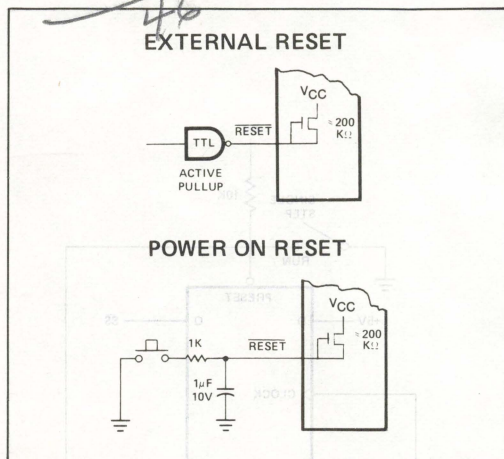 46
EXTERNAL RESET
VCC
≈200
KΩ
RESET
TTL
ACTIVE
PULLUP
POWER ON RESET
VCC
≈200
KΩ
1K
RESET
1µF
10V